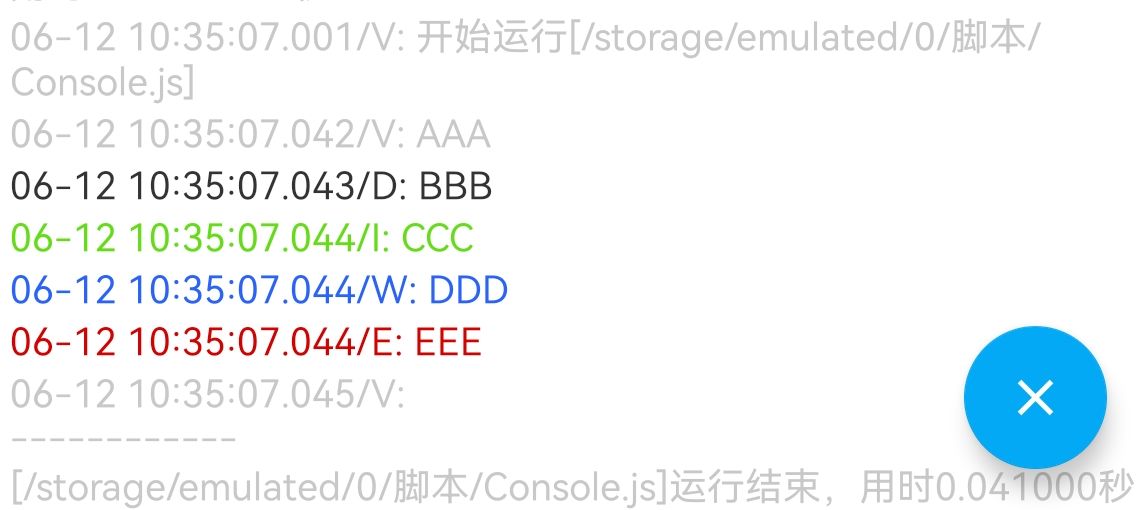 06-12 10:35:07.001/V: 开始运行[/storage/emulated/0/脚本/
Console.js]
06-12 10:35:07.042/V: AAA
06-12 10:35:07.043/D: BBB
06-12 10:35:07.044/I: CCC
06-12 10:35:07.044/W: DDD
06-12 10:35:07.044/E: EEE
06-12 10:35:07.045/V:
------------
[/storage/emulated/0/脚本/Console.js]运行结束，用时0.041000秒